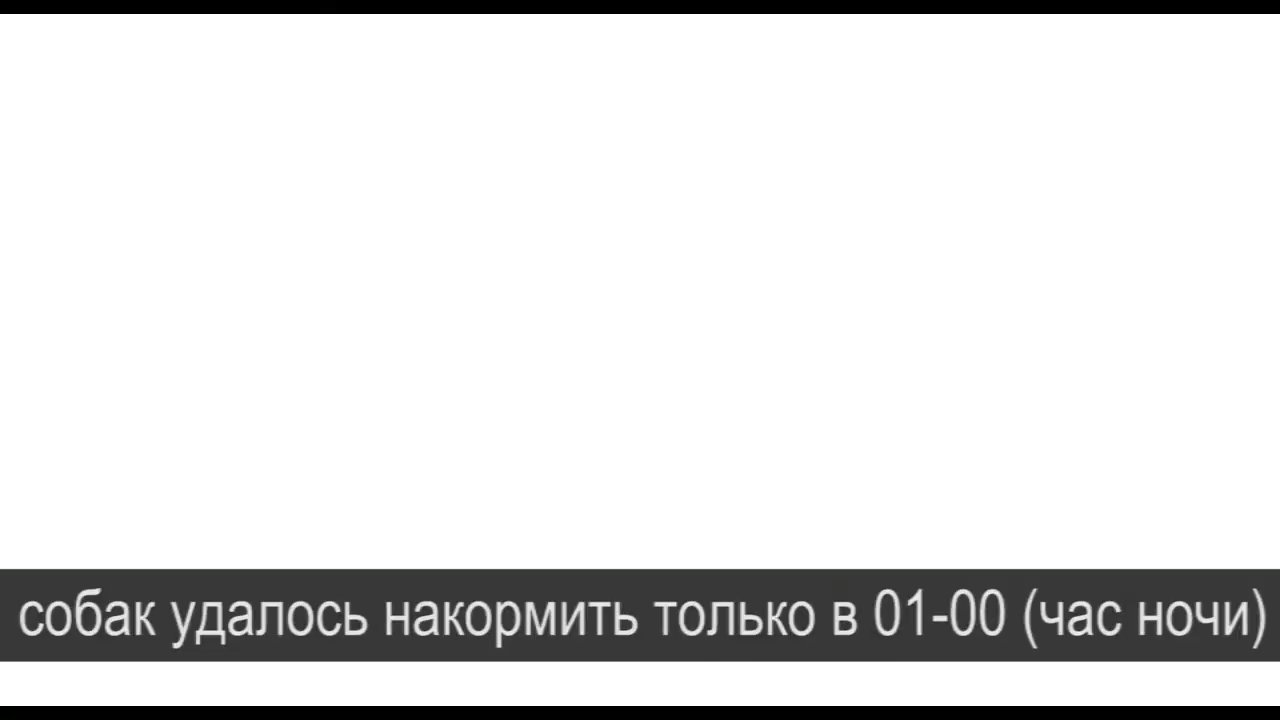 собак удалось накормить только в 01-00 (час ночи)